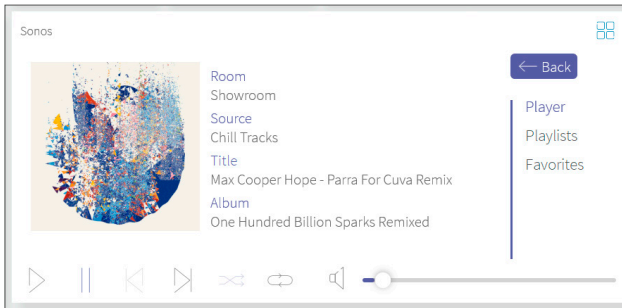 Sonos
Back
Room
Showroom
Source
Chill Tracks
Title
Max Cooper Hope - Parra For Cuva Remix
Album
One Hundred Billion Sparks Remixed
Player
Playlists
Favorites